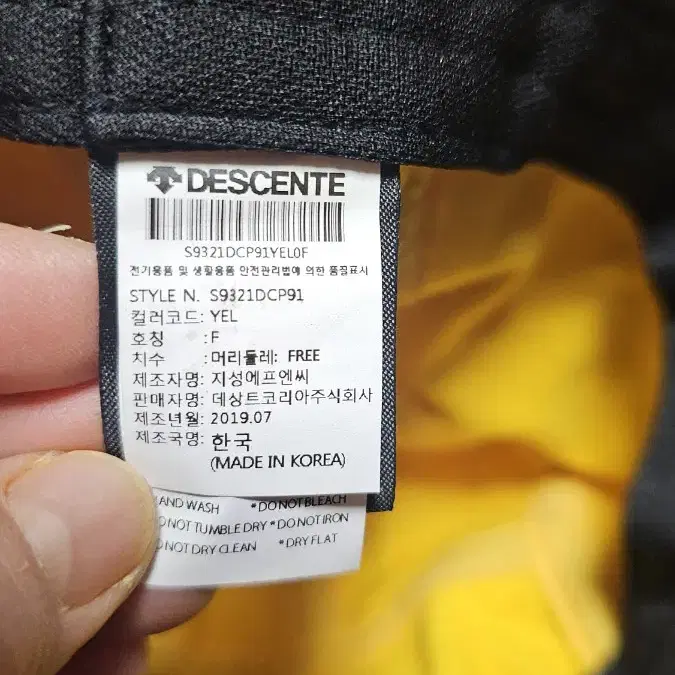 DESCENTE
S9321DCP91YEL0F
전기용품 및 생활용품 안전관리법에 의한 품질표시
STYLE N. S9321DCP91
컬러코드: YEL
호칭 : F
치수 : 머리둘레: FREE
제조자명: 지성에프엔씨
판매자명: 데상트코리아주식회사
제조년월: 2019.07
제조국명: 한국
(MADE IN KOREA)
HAND WASH *DO NOT BLEACH
DO NOT TUMBLE DRY *DO NOT IRON
DO NOT DRY CLEAN *DRY FLAT